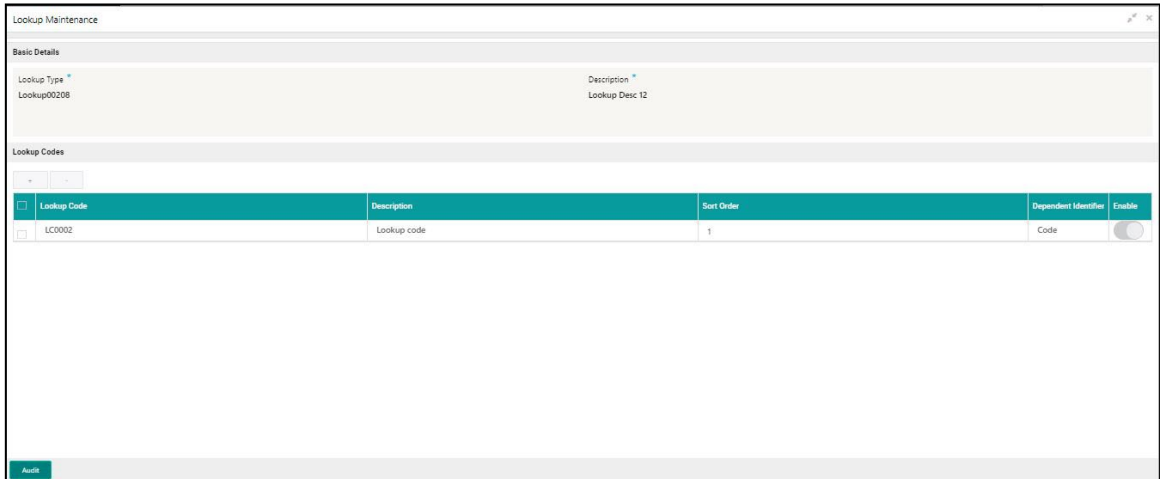 Lookup Maintenance
Basic Details
Lookup Type * Description *
Lookup00208 Lookup Desc 12
Lookup Codes
+ -
Lookup Code Description Sort Order Dependent Identifier Enable
LC0002 Lookup code 1 Code
Audit